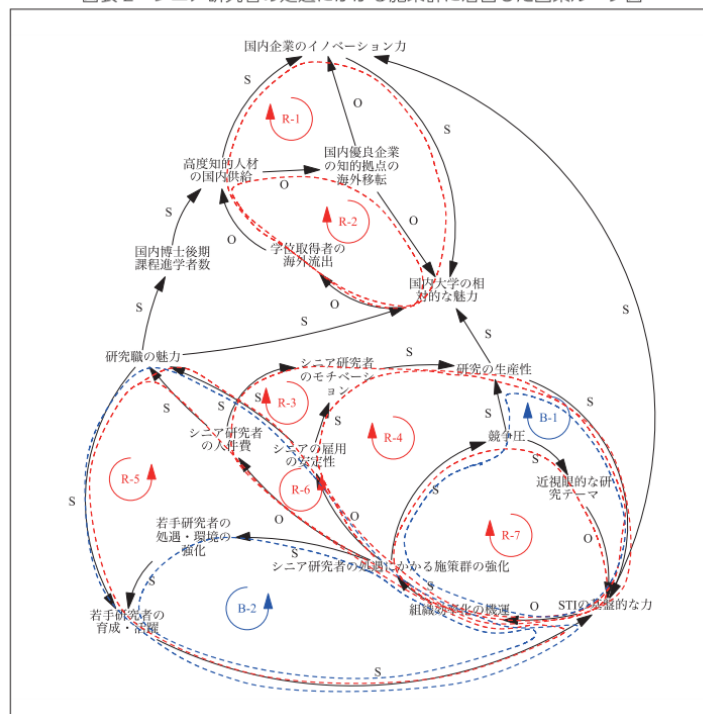 国内企業のイノベーション力
S
O
S
S
R-1
高度知的人材
の国内供給
国内優良企業
の知的拠点の
海外移転
O
R-2
S
O
O
学位取得者の
海外流出
国内博士後期
課程進学者数
国内大学の相
対的な魅力
O
S
S
S
S
研究職の魅力
シニア研究者
のモチベーション
S
研究の生産性
R-3
S
S
S
S
S
B-1
シニア研究者
の人件費
シニアの雇用
の安定性
R-4
競争圧
S
近視眼的な研
究テーマ
R-5
R-6
S
S
若手研究者の
処遇・環境の
強化
O
O
R-7
O
S
シニア研究者の処遇にかかる施策群の強化
S
若手研究者の
育成・活躍
B-2
組織効率化の機運
O
STIの基盤的な力
S